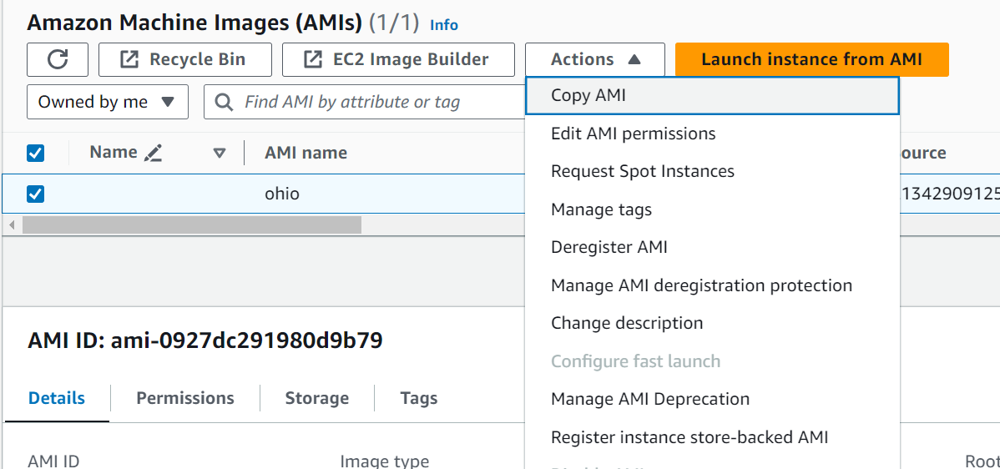 Amazon Machine Images (AMIs) (1/1) Info
Recycle Bin
EC2 Image Builder
Actions
Launch instance from AMI
Owned by me
Find AMI by attribute or tag
Copy AMI
Edit AMI permissions
Request Spot Instances
Manage tags
Deregister AMI
Manage AMI deregistration protection
Change description
Configure fast launch
Manage AMI Deprecation
Register instance store-backed AMI
Name
AMI name
ource
ohio
1342909125
AMI ID: ami-0927dc291980d9b79
Details
Permissions
Storage
Tags
AMI ID
Image type
Root